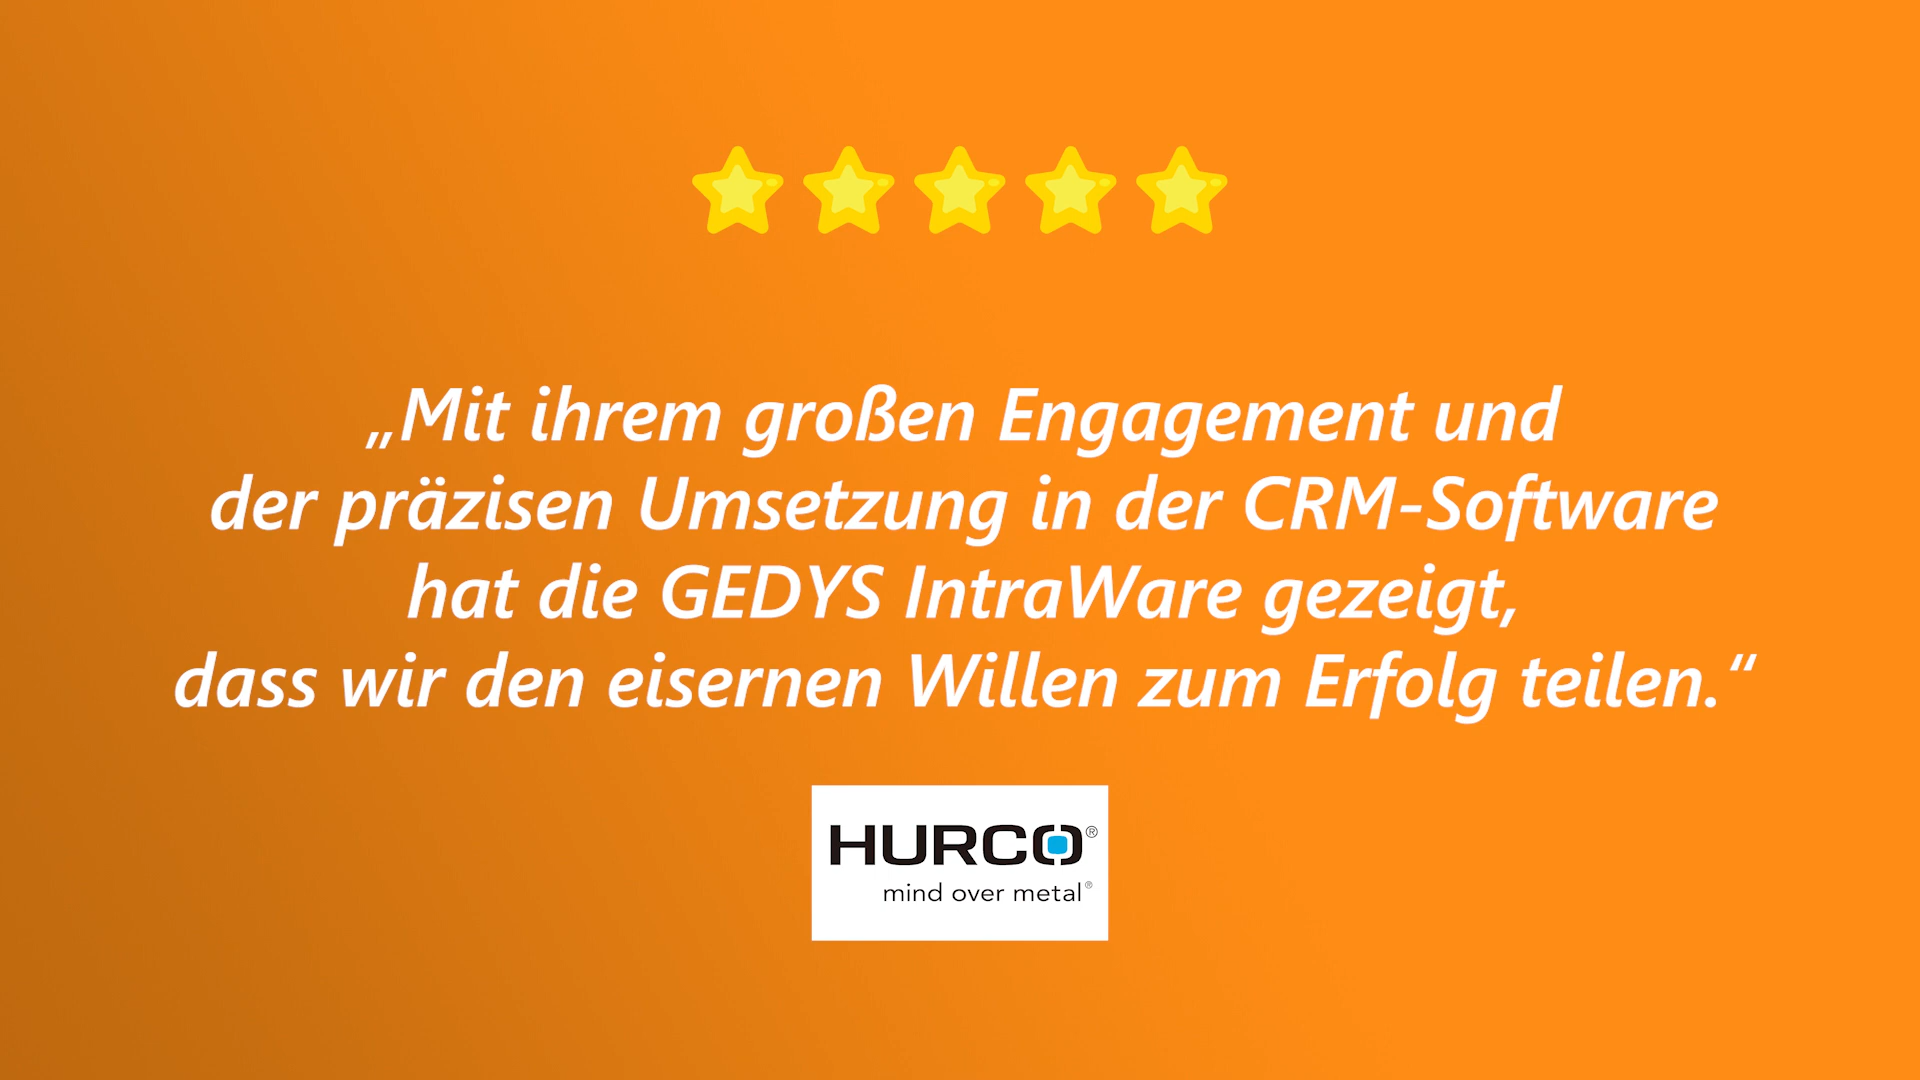 „Mit ihrem großen Engagement und
der präzisen Umsetzung in der CRM-Software
hat die GEDYS IntraWare gezeigt,
dass wir den eisernen Willen zum Erfolg teilen.“
HURCO®
mind over metal®